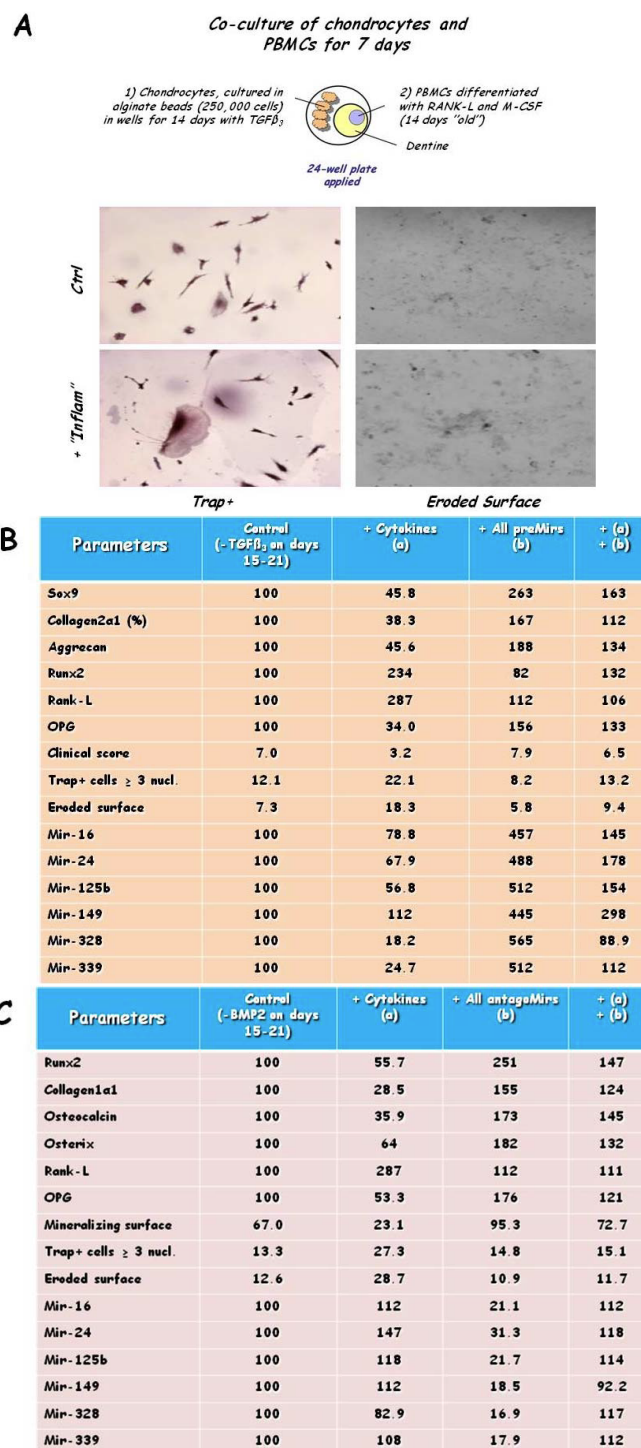 A
Co-culture of chondrocytes and
PBMCs for 7 days
1) Chondrocytes, cultured in
alginate beads (250,000 cells)
in wells for 14 days with TGFβ3
2) PBMCs differentiated
with RANK-L and M-CSF
(14 days "old")
Dentine
24-well plate
applied
Ctrl
+ "Inflam"
Trap+ Eroded Surface
B
Parameters Control (-TGFβ3 on days 15-21) + Cytokines (a) + All preMirs (b) + (a) + (b)
Sox9 100 45.8 263 163
Collagen2a1 (%) 100 38.3 167 112
Aggrecan 100 45.6 188 134
Runx2 100 234 82 132
Rank-L 100 287 112 106
OPG 100 34.0 156 133
Clinical score 7.0 3.2 7.9 6.5
Trap+ cells ≥ 3 nucl. 12.1 22.1 8.2 13.2
Eroded surface 7.3 18.3 5.8 9.4
Mir-16 100 78.8 457 145
Mir-24 100 67.9 488 178
Mir-125b 100 56.8 512 154
Mir-149 100 112 445 298
Mir-328 100 18.2 565 88.9
Mir-339 100 24.7 512 112
C
Parameters Control (-BMP2 on days 15-21) + Cytokines (a) + All antagoMirs (b) + (a) + (b)
Runx2 100 55.7 251 147
Collagen1a1 100 28.5 155 124
Osteocalcin 100 35.9 173 145
Osterix 100 64 182 132
Rank-L 100 287 112 111
OPG 100 53.3 176 121
Mineralizing surface 67.0 23.1 95.3 72.7
Trap+ cells ≥ 3 nucl. 13.3 27.3 14.8 15.1
Eroded surface 12.6 28.7 10.9 11.7
Mir-16 100 112 21.1 112
Mir-24 100 147 31.3 118
Mir-125b 100 118 21.7 114
Mir-149 100 112 18.5 92.2
Mir-328 100 82.9 16.9 117
Mir-339 100 108 17.9 112